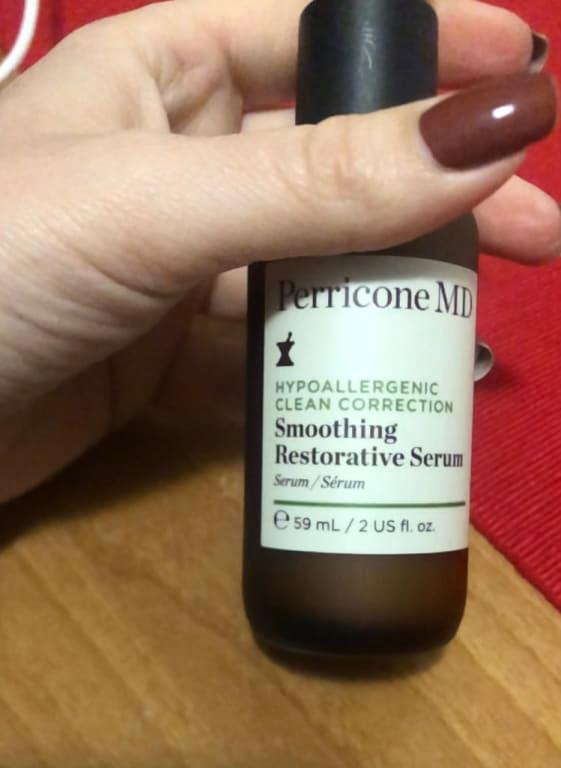 Perricone MD
HYPOALLERGENIC
CLEAN CORRECTION
Smoothing
Restorative Serum
Serum / Sérum
℮ 59 mL / 2 US fl. oz.